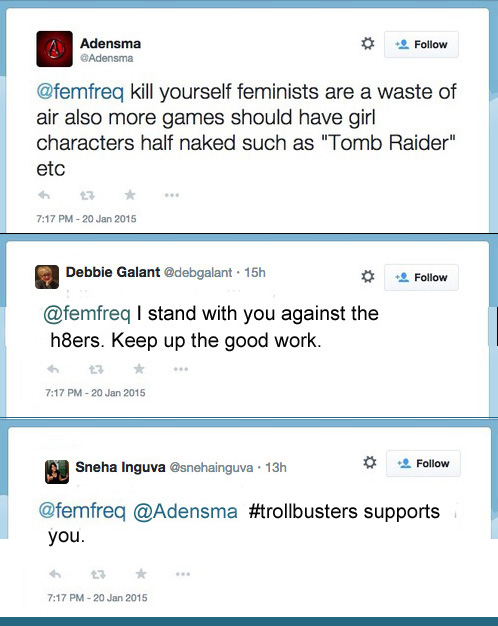 Adensma
@Adensma
Follow
@femfreq kill yourself feminists are a waste of
air also more games should have girl
characters half naked such as "Tomb Raider"
etc
7:17 PM - 20 Jan 2015
Debbie Galant @debgalant · 15h
Follow
@femfreq I stand with you against the
h8ers. Keep up the good work.
7:17 PM - 20 Jan 2015
Sneha Inguva @snehainguva · 13h
Follow
@femfreq @Adensma #trollbusters supports
you.
7:17 PM - 20 Jan 2015